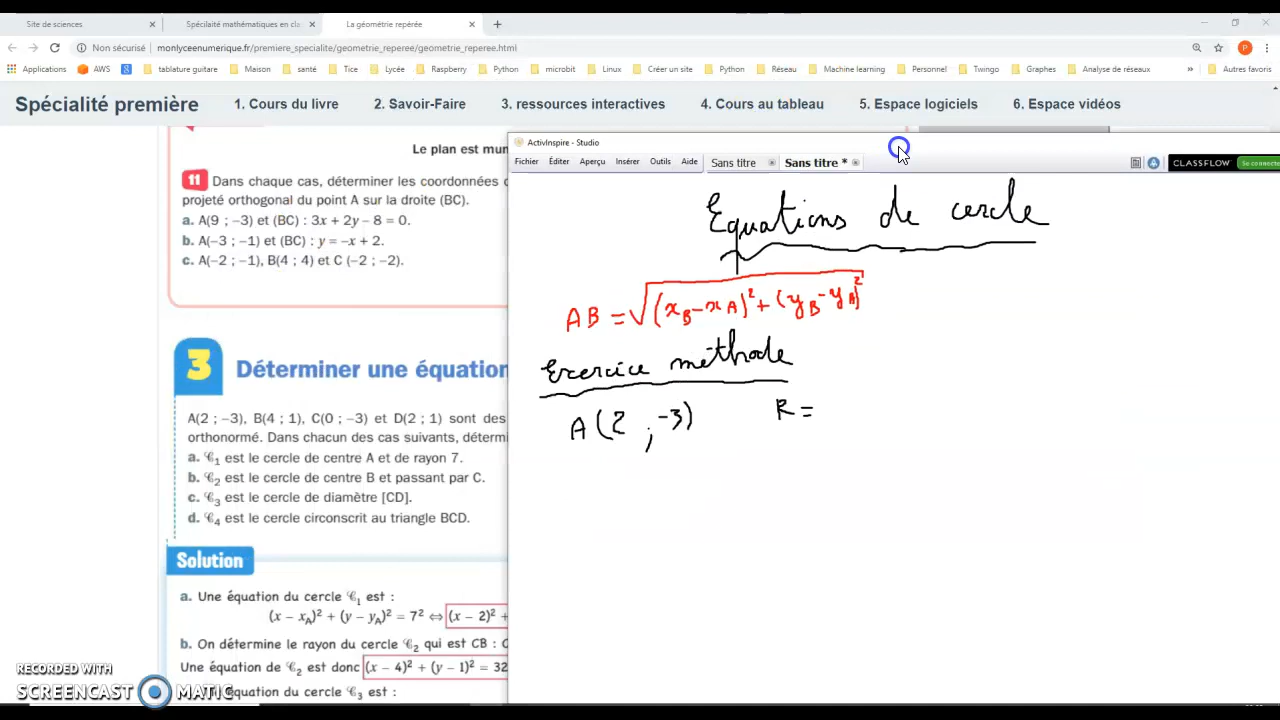 Site de sciences × Spécialité mathématiques en cl × La géométrie repérée × +
Non sécurisé monlyceenumerique.fr/premiere_specialite/geometrie_reperee/geometrie_reperee.html P
Applications AWS tablature guitare Maison santé Tice Lycée Raspberry Python microbit Linux Créer un site Python Réseau Machine learning Personnel Twingo Graphes Analyse de réseaux » Autres favoris
Spécialité première 1. Cours du livre 2. Savoir-Faire 3. ressources interactives 4. Cours au tableau 5. Espace logiciels 6. Espace vidéos
Le plan est mun
11 Dans chaque cas, déterminer les coordonné
projeté orthogonal du point A sur la droite (BC).
a. A(9 ; −3) et (BC) : 3x + 2y − 8 = 0.
b. A(−3 ; −1) et (BC) : y = −x + 2.
c. A(−2 ; −1), B(4 ; 4) et C (−2 ; −2).
3 Déterminer une équation
A(2 ; −3), B(4 ; 1), C(0 ; −3) et D(2 ; 1) sont des
orthonormé. Dans chacun des cas suivants, détermi
a. 𝒞1 est le cercle de centre A et de rayon 7.
b. 𝒞2 est le cercle de centre B et passant par C.
c. 𝒞3 est le cercle de diamètre [CD].
d. 𝒞4 est le cercle circonscrit au triangle BCD.
Solution
a. Une équation du cercle 𝒞1 est :
(x − xA)² + (y − yA)² = 7² ⇔ (x − 2)² +
b. On détermine le rayon du cercle 𝒞2 qui est CB : C
Une équation de 𝒞2 est donc (x − 4)² + (y − 1)² = 32
équation du cercle 𝒞3 est :
ActivInspire - Studio
Fichier Éditer Aperçu Insérer Outils Aide Sans titre Sans titre * CLASSFLOW Se connecte
Equations de cercle
AB = √(xB − xA)² + (yB − yA)²
Exercice méthode
A(2 ; −3) R =
RECORDED WITH
SCREENCAST MATIC